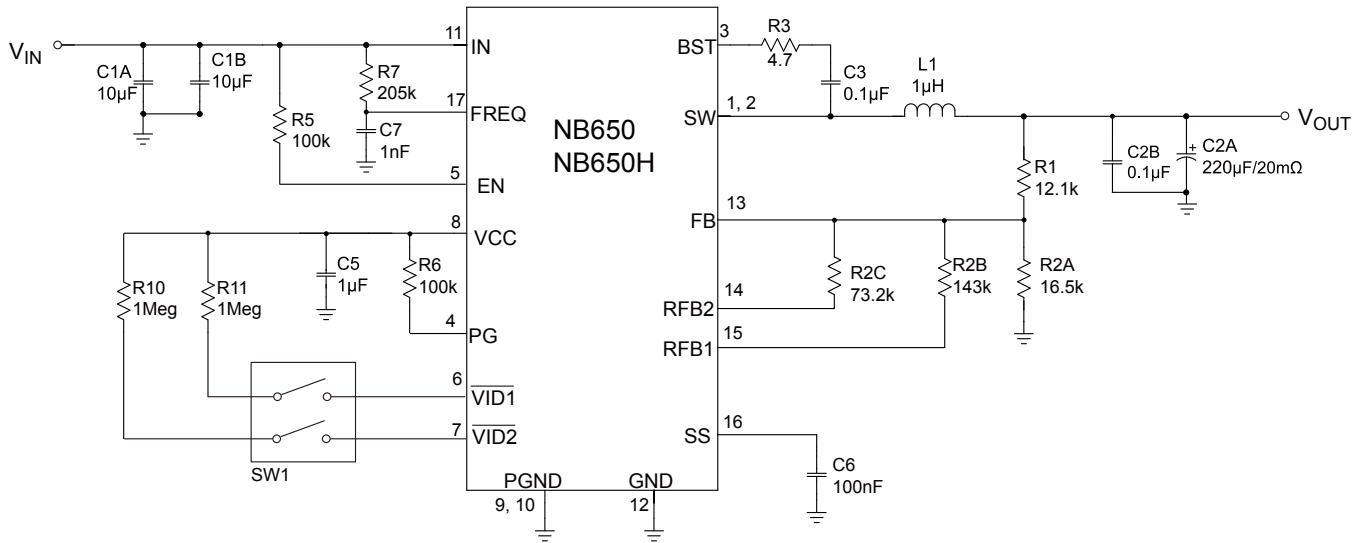 VIN
C1A
10µF
C1B
10µF
R5
100k
R7
205k
C7
1nF
11
IN
17
FREQ
5
EN
8
VCC
R10
1Meg
R11
1Meg
C5
1µF
R6
100k
4
PG
6
VID1
7
VID2
SW1
NB650
NB650H
PGND
9, 10
GND
12
3
BST
R3
4.7
C3
0.1µF
1, 2
SW
L1
1µH
VOUT
C2B
0.1µF
+
C2A
220µF/20mΩ
R1
12.1k
13
FB
R2C
73.2k
R2B
143k
R2A
16.5k
14
RFB2
15
RFB1
16
SS
C6
100nF